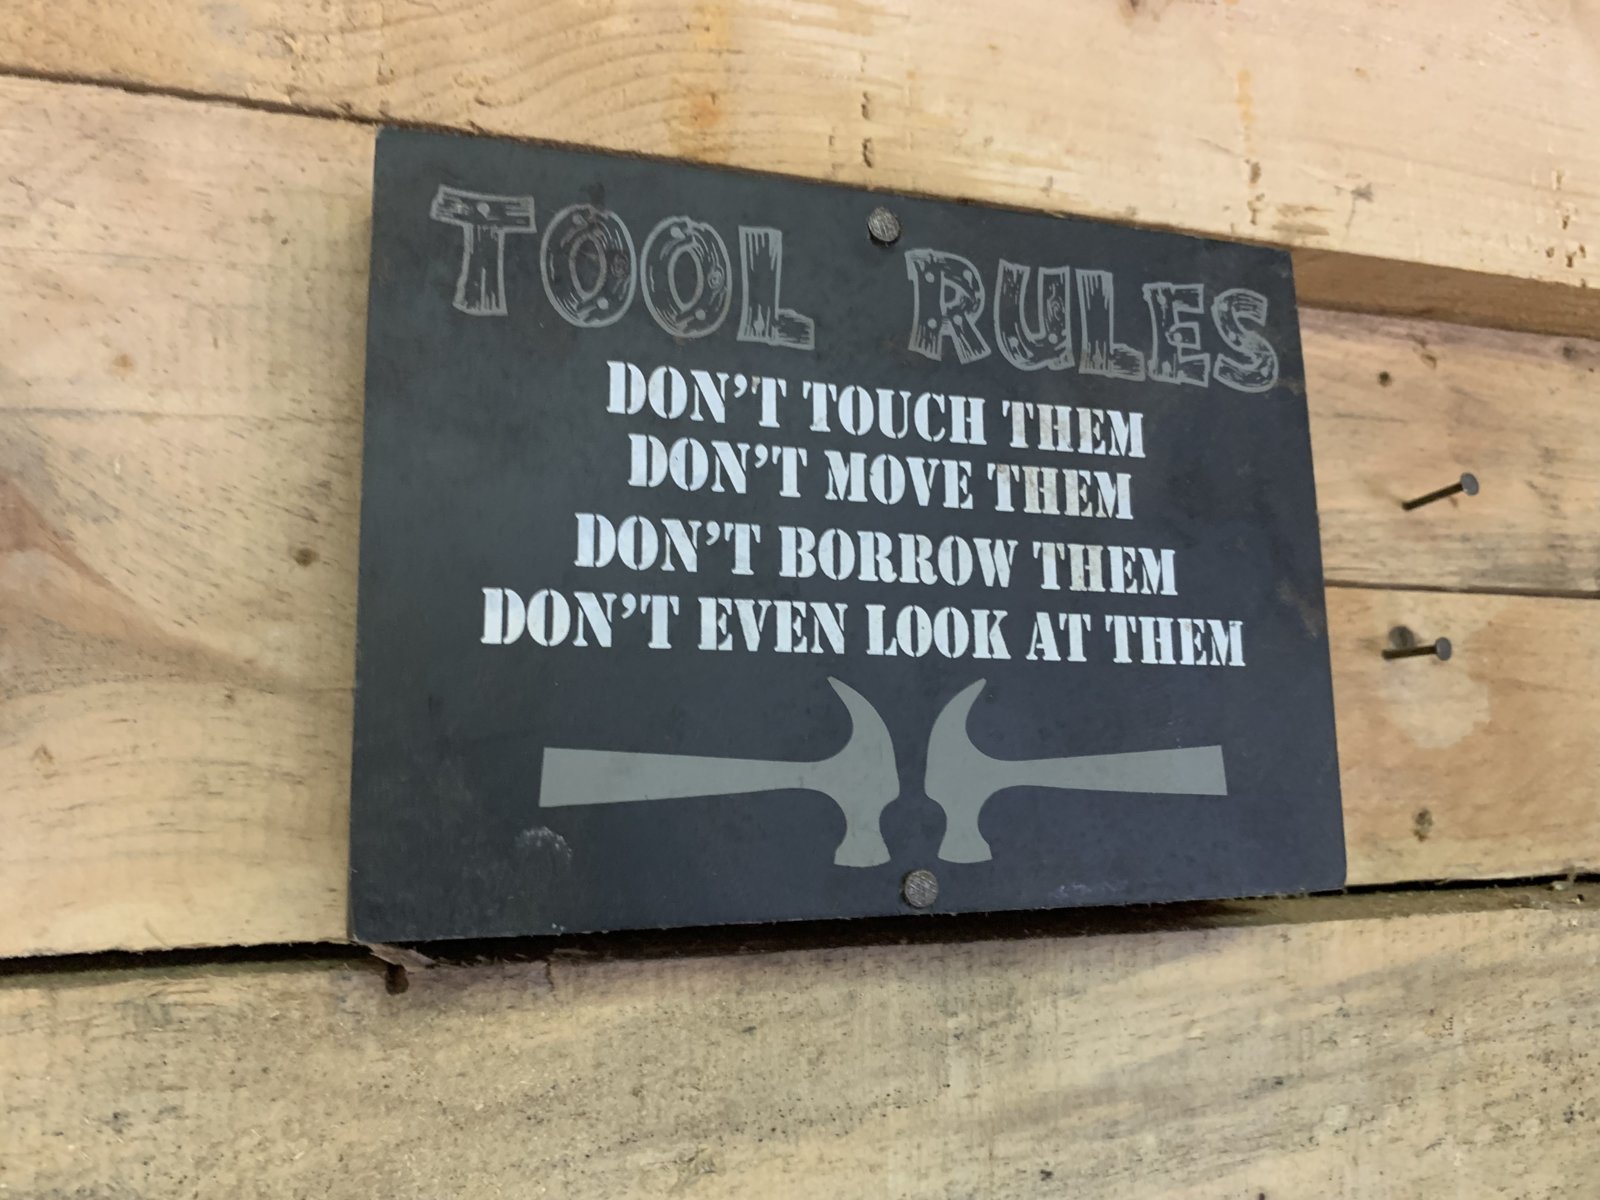 TOOL RULES
DON'T TOUCH THEM
DON'T MOVE THEM
DON'T BORROW THEM
DON'T EVEN LOOK AT THEM